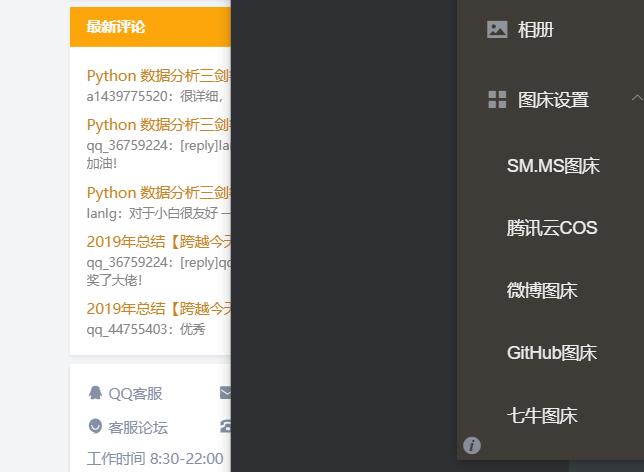 最新评论
Python 数据分析三剑
a1439775520：很详细，
Python 数据分析三剑
qq_36759224：[reply]lan
加油！
Python 数据分析三剑
lanlg：对于小白很友好 一
2019年总结【跨越今天
qq_36759224：[reply]qq
奖了大佬！
2019年总结【跨越今天
qq_44755403：优秀
QQ客服
客服论坛
工作时间 8:30-22:00
相册
图床设置
SM.MS图床
腾讯云COS
微博图床
GitHub图床
七牛图床